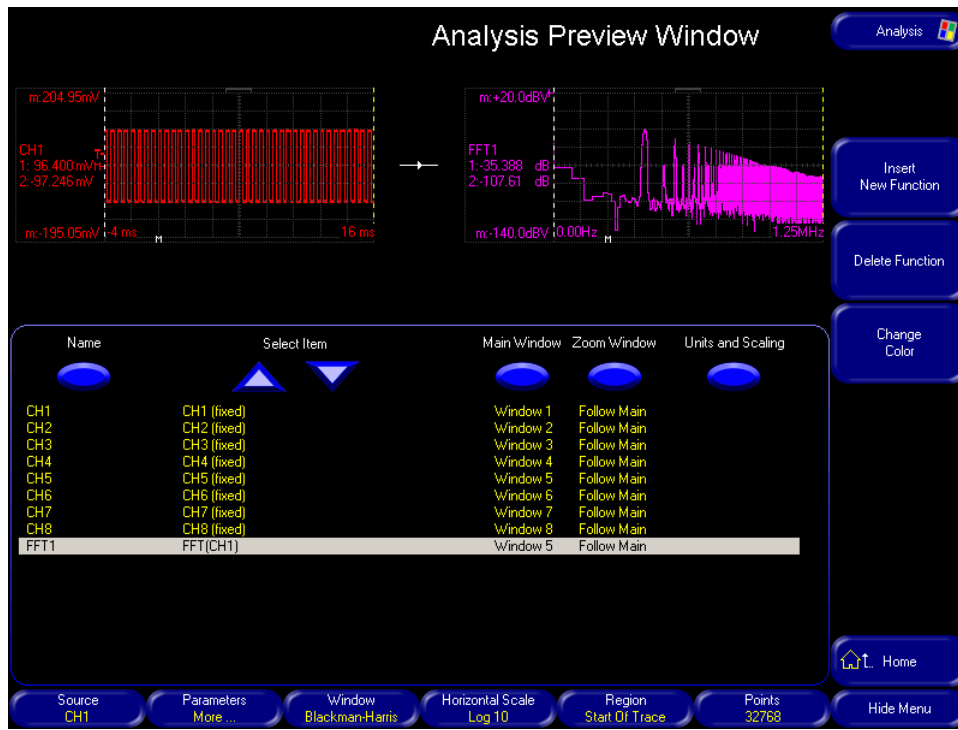 Analysis Preview Window
Analysis
m:204.95mV
CH1
1: 96.400 mV
2:-97.246 mV
m:-195.05mV
-4 ms
16 ms
M
T
m:+20.0dBV
FFT1
1:-35.388 dB
2:-107.61 dB
m:-140.0dBV
0.00Hz
1.25MHz
M
Insert
New Function
Delete Function
Change
Color
Name Select Item Main Window Zoom Window Units and Scaling
CH1 CH1 (fixed) Window 1 Follow Main
CH2 CH2 (fixed) Window 2 Follow Main
CH3 CH3 (fixed) Window 3 Follow Main
CH4 CH4 (fixed) Window 4 Follow Main
CH5 CH5 (fixed) Window 5 Follow Main
CH6 CH6 (fixed) Window 6 Follow Main
CH7 CH7 (fixed) Window 7 Follow Main
CH8 CH8 (fixed) Window 8 Follow Main
FFT1 FFT(CH1) Window 5 Follow Main
Home
Source
CH1
Parameters
More ...
Window
Blackman-Harris
Horizontal Scale
Log 10
Region
Start Of Trace
Points
32768
Hide Menu